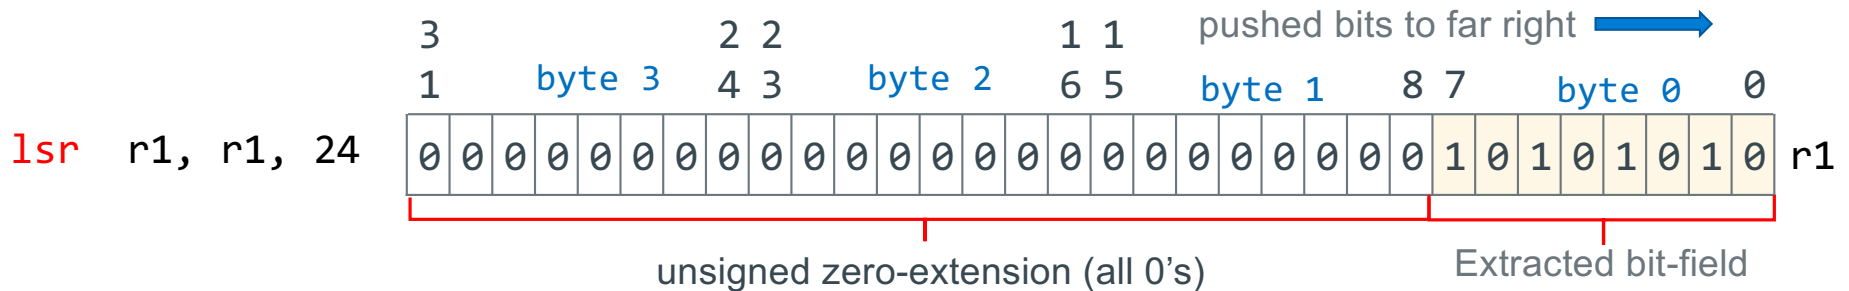 3 2 2 1 1 pushed bits to far right
1 byte 3 4 3 byte 2 6 5 byte 1 8 7 byte 0 0
lsr r1, r1, 24 0 0 0 0 0 0 0 0 0 0 0 0 0 0 0 0 0 0 0 0 0 0 0 0 1 0 1 0 1 0 1 0 r1
unsigned zero-extension (all 0's) Extracted bit-field